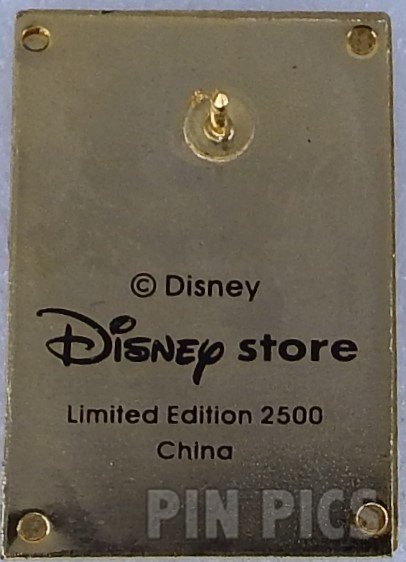 © Disney
Disney store
Limited Edition 2500
China
PIN PICS